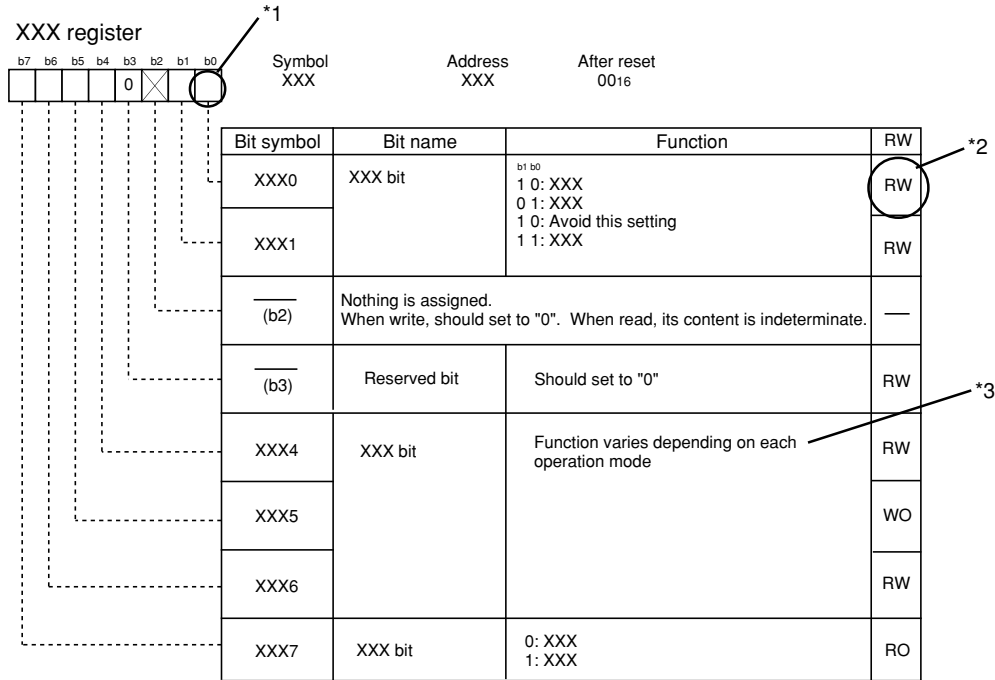 *1
XXX register
b7 b6 b5 b4 b3 b2 b1 b0
0
Symbol Address After reset
XXX XXX 0016
Bit symbol Bit name Function RW
*2
XXX0 XXX bit b1 b0 RW
1 0: XXX
0 1: XXX
1 0: Avoid this setting
1 1: XXX
XXX1 RW
(b2) Nothing is assigned.
When write, should set to "0". When read, its content is indeterminate. —
(b3) Reserved bit Should set to "0" RW
*3
XXX4 XXX bit Function varies depending on each RW
operation mode
XXX5 WO
XXX6 RW
XXX7 XXX bit 0: XXX RO
1: XXX